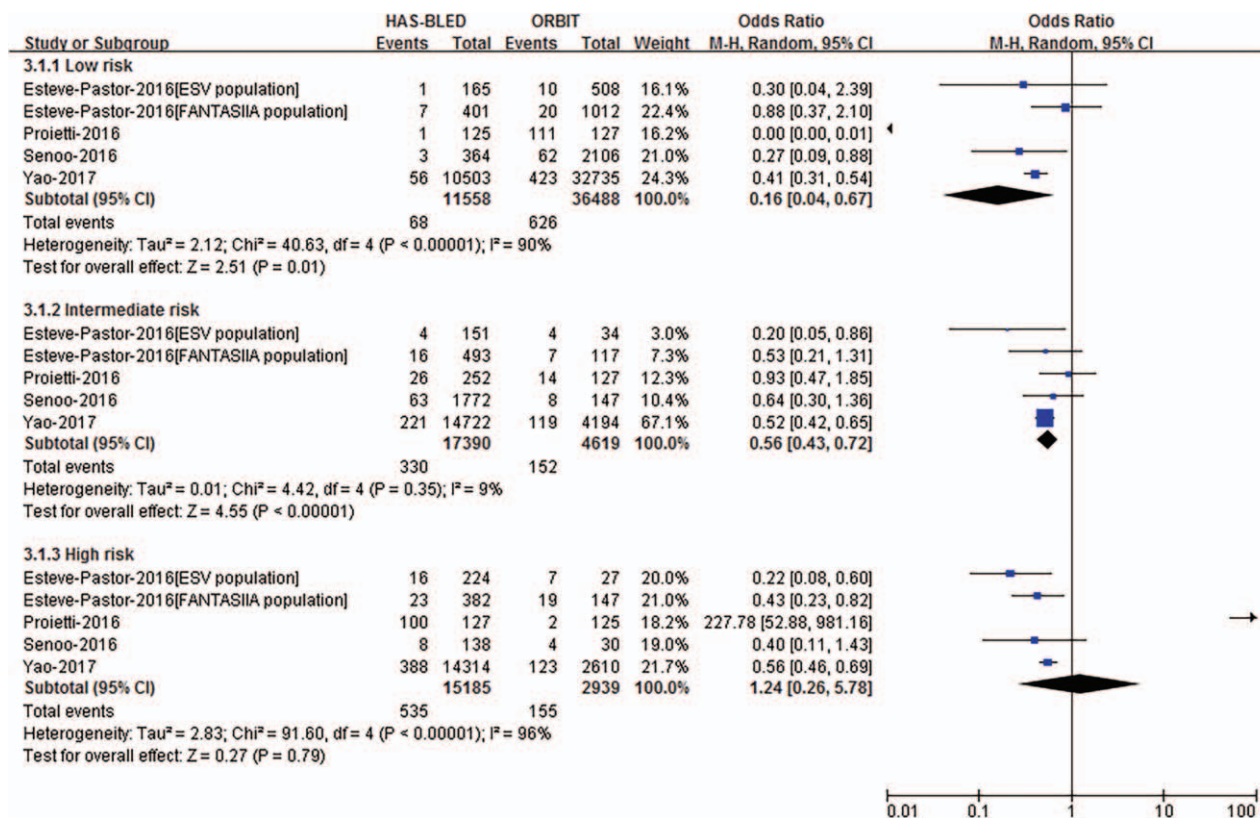 HAS-BLED ORBIT Odds Ratio Odds Ratio
Study or Subgroup Events Total Events Total Weight M-H, Random, 95% CI M-H, Random, 95% CI
3.1.1 Low risk
Esteve-Pastor-2016[ESV population] 1 165 10 508 16.1% 0.30 [0.04, 2.39]
Esteve-Pastor-2016[FANTASIIA population] 7 401 20 1012 22.4% 0.88 [0.37, 2.10]
Proietti-2016 1 125 111 127 16.2% 0.00 [0.00, 0.01]
Senoo-2016 3 364 62 2106 21.0% 0.27 [0.09, 0.88]
Yao-2017 56 10503 423 32735 24.3% 0.41 [0.31, 0.54]
Subtotal (95% CI) 11558 36488 100.0% 0.16 [0.04, 0.67]
Total events 68 626
Heterogeneity: Tau² = 2.12; Chi² = 40.63, df = 4 (P < 0.00001); I² = 90%
Test for overall effect: Z = 2.51 (P = 0.01)
3.1.2 Intermediate risk
Esteve-Pastor-2016[ESV population] 4 151 4 34 3.0% 0.20 [0.05, 0.86]
Esteve-Pastor-2016[FANTASIIA population] 16 493 7 117 7.3% 0.53 [0.21, 1.31]
Proietti-2016 26 252 14 127 12.3% 0.93 [0.47, 1.85]
Senoo-2016 63 1772 8 147 10.4% 0.64 [0.30, 1.36]
Yao-2017 221 14722 119 4194 67.1% 0.52 [0.42, 0.65]
Subtotal (95% CI) 17390 4619 100.0% 0.56 [0.43, 0.72]
Total events 330 152
Heterogeneity: Tau² = 0.01; Chi² = 4.42, df = 4 (P = 0.35); I² = 9%
Test for overall effect: Z = 4.55 (P < 0.00001)
3.1.3 High risk
Esteve-Pastor-2016[ESV population] 16 224 7 27 20.0% 0.22 [0.08, 0.60]
Esteve-Pastor-2016[FANTASIIA population] 23 382 19 147 21.0% 0.43 [0.23, 0.82]
Proietti-2016 100 127 2 125 18.2% 227.78 [52.88, 981.16]
Senoo-2016 8 138 4 30 19.0% 0.40 [0.11, 1.43]
Yao-2017 388 14314 123 2610 21.7% 0.56 [0.46, 0.69]
Subtotal (95% CI) 15185 2939 100.0% 1.24 [0.26, 5.78]
Total events 535 155
Heterogeneity: Tau² = 2.83; Chi² = 91.60, df = 4 (P < 0.00001); I² = 96%
Test for overall effect: Z = 0.27 (P = 0.79)
0.01 0.1 1 10 100